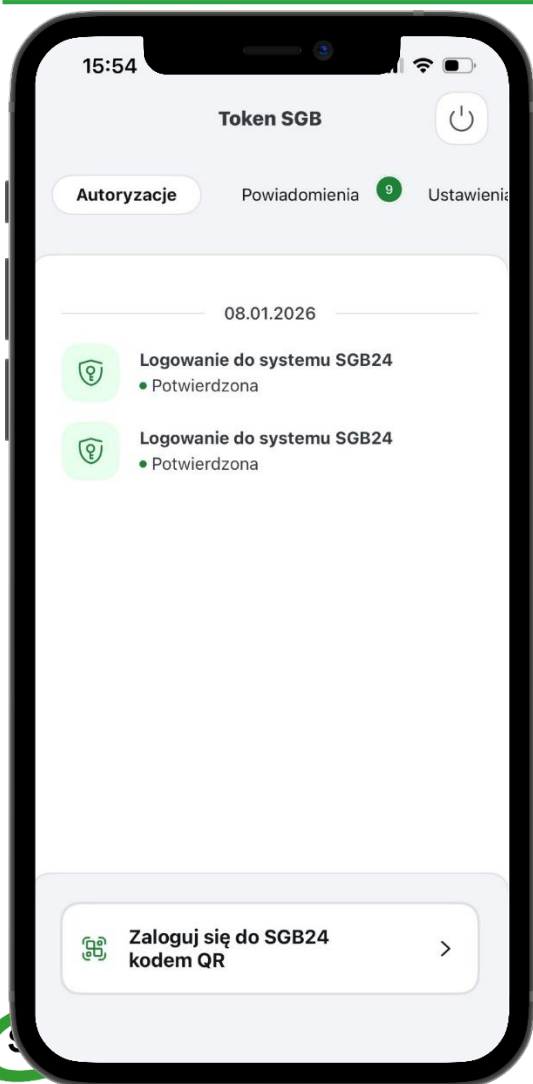 15:54
Token SGB
Autoryzacje Powiadomienia 9 Ustawienia
08.01.2026
Logowanie do systemu SGB24
• Potwierdzona
Logowanie do systemu SGB24
• Potwierdzona
Zaloguj się do SGB24
kodem QR